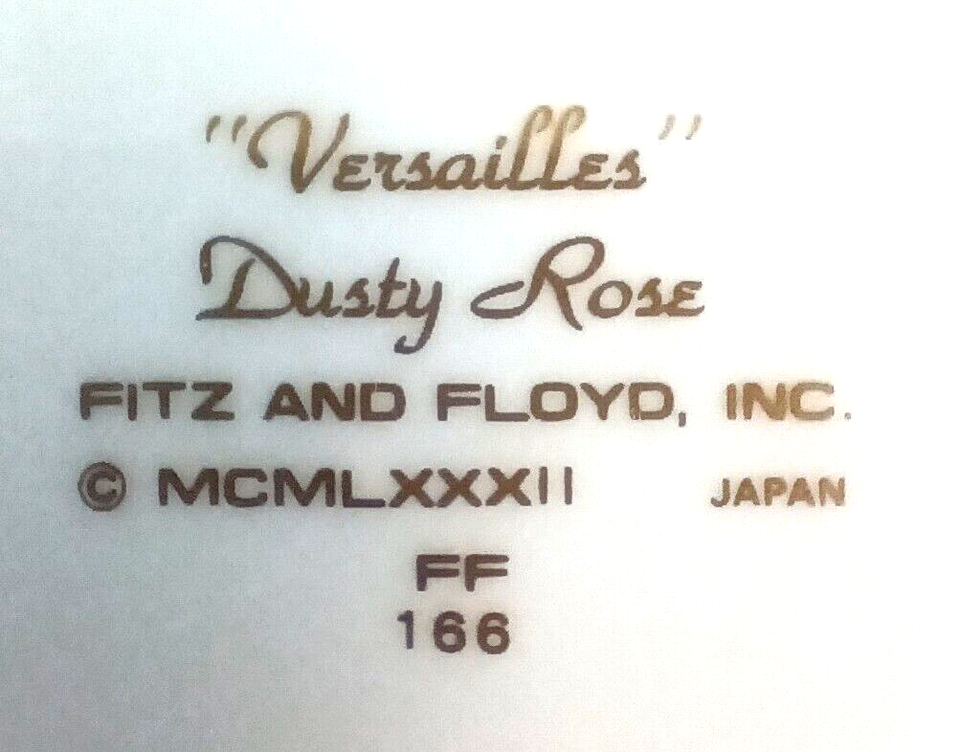 "Versailles"
Dusty Rose
FITZ AND FLOYD, INC.
© MCMLXXXII JAPAN
FF
166